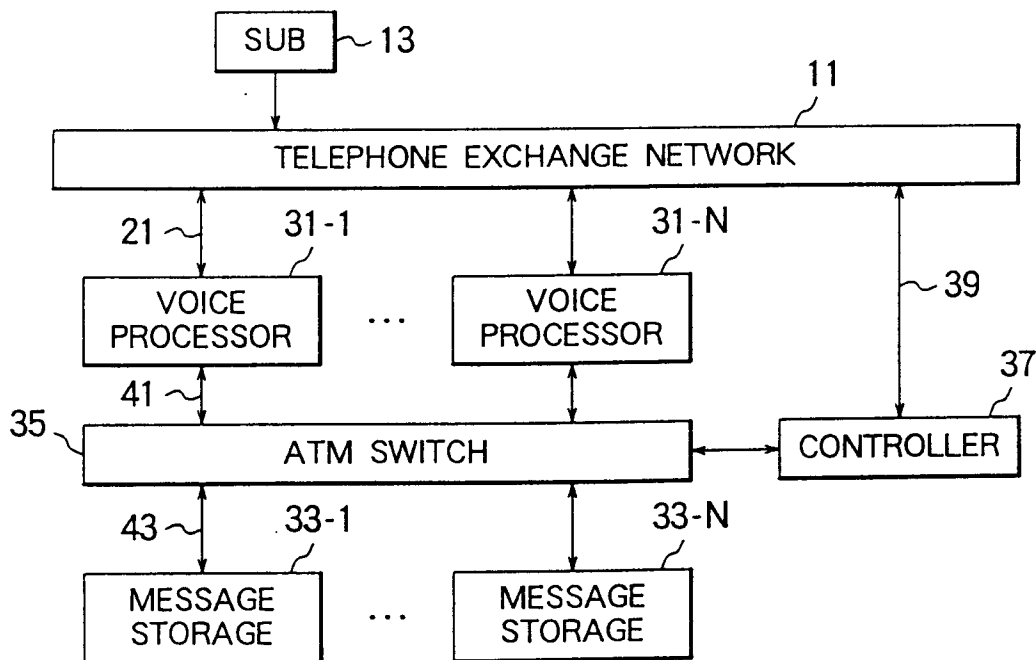 SUB 13
11
TELEPHONE EXCHANGE NETWORK
21 31-1 31-N
39
VOICE PROCESSOR ... VOICE PROCESSOR
41 37
35 ATM SWITCH CONTROLLER
43 33-1 33-N
MESSAGE STORAGE ... MESSAGE STORAGE